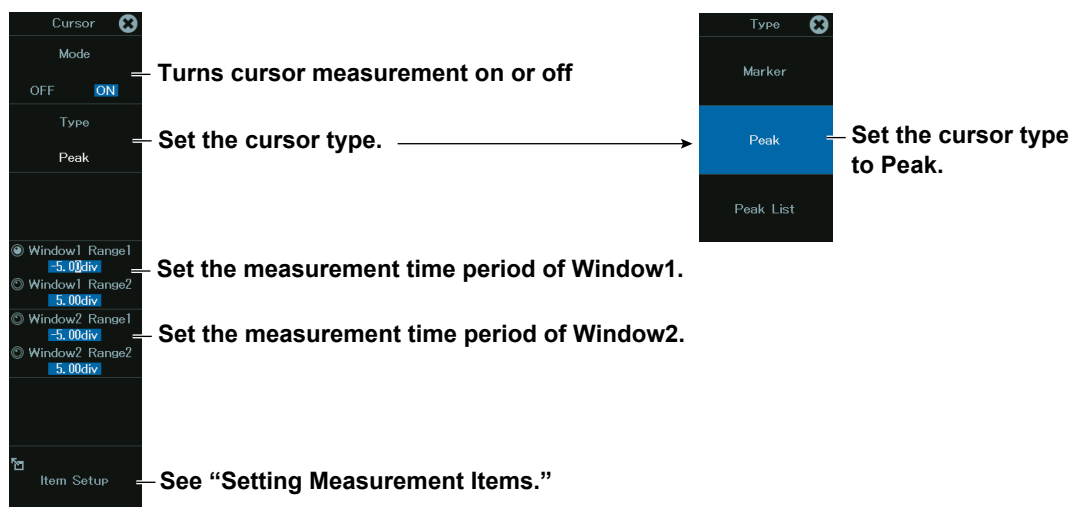 Cursor
Mode
OFF ON
Turns cursor measurement on or off
Type
Peak
Set the cursor type.
Window1 Range1
-5.00div
Window1 Range2
5.00div
Set the measurement time period of Window1.
Window2 Range1
-5.00div
Window2 Range2
5.00div
Set the measurement time period of Window2.
Item Setup
See “Setting Measurement Items.”
Type
Marker
Peak
Set the cursor type
to Peak.
Peak List